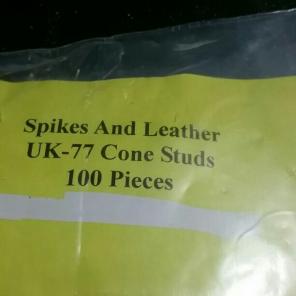 Spikes And Leather
UK-77 Cone Studs
100 Pieces